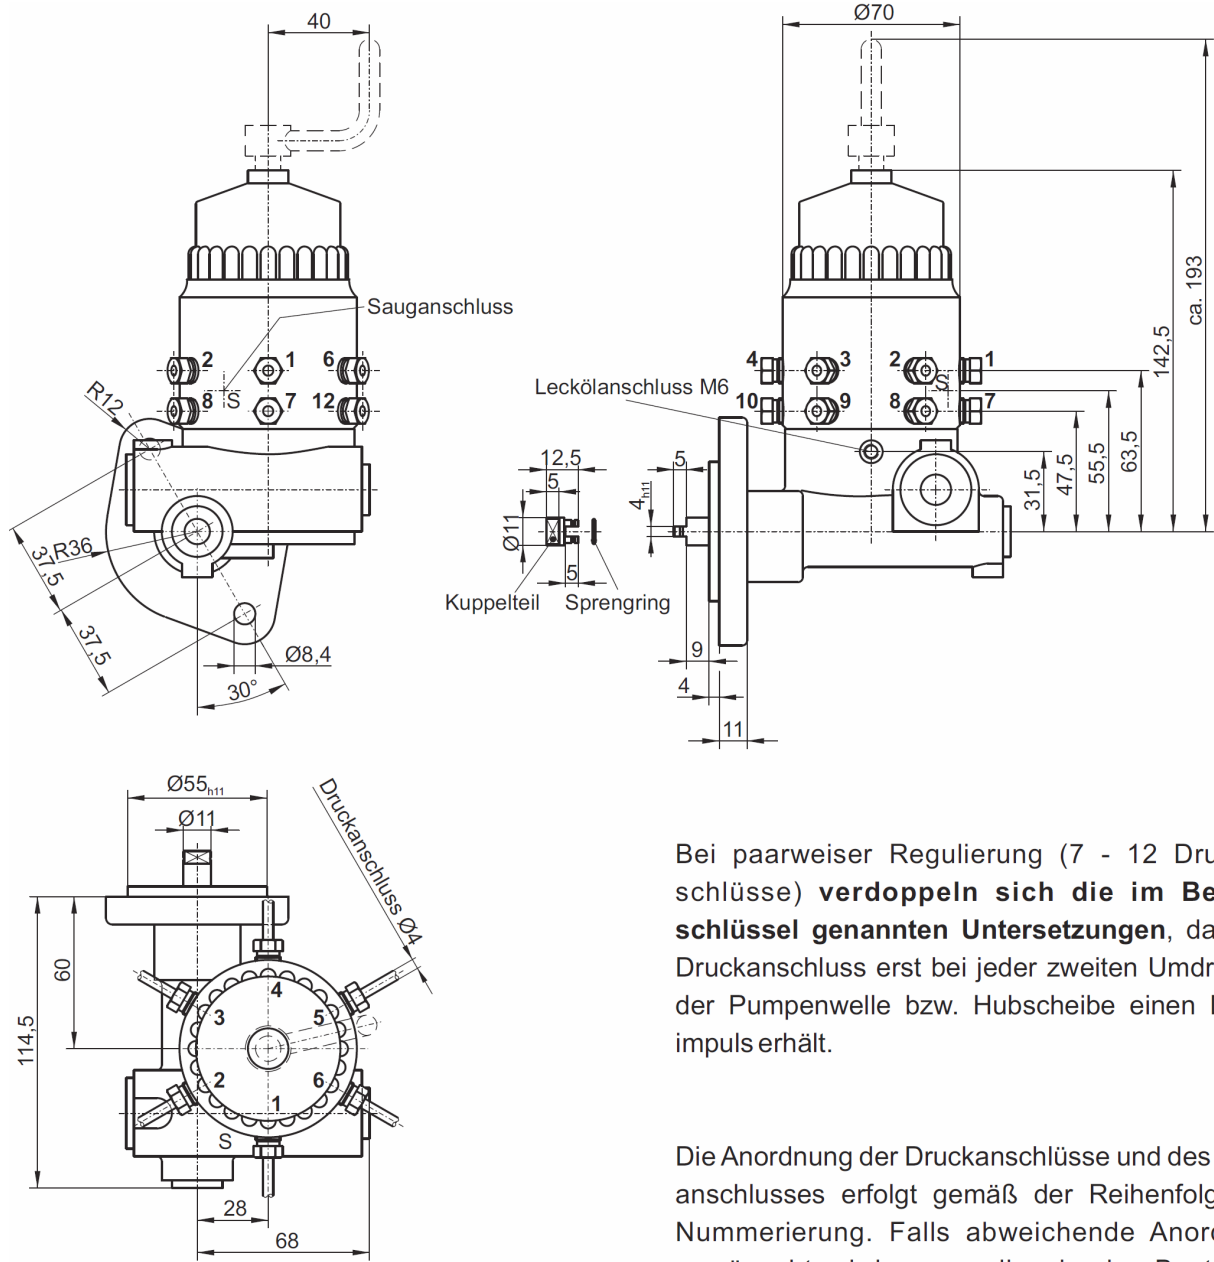 40
Ø70
Sauganschluss
2 1 6
S
8 7 12
R12
R36
37,5
37,5
Ø8,4
30°
4 3 2 1
S
10 9 8 7
Leckölanschluss M6
12,5
5
5
4h11
Ø11
5
Kuppelteil Sprengring
9
4
11
31,5
47,5
55,5
63,5
142,5
ca. 193
Ø55h11
Ø11
Druckanschluss Ø4
60
114,5
4
3 5
2 6
1
S
28
68
Bei paarweiser Regulierung (7 - 12 Dru
schlüsse) verdoppeln sich die im Be
schlüssel genannten Untersetzungen, da
Druckanschluss erst bei jeder zweiten Umdr
der Pumpenwelle bzw. Hubscheibe einen
impuls erhält.
Die Anordnung der Druckanschlüsse und des
anschlusses erfolgt gemäß der Reihenfolg
Nummerierung. Falls abweichende Anor